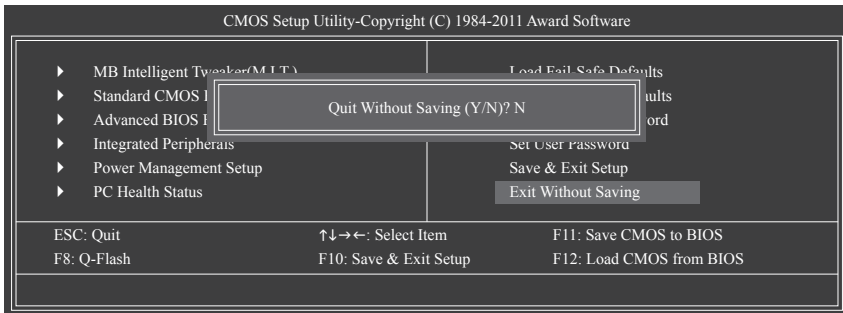 CMOS Setup Utility-Copyright (C) 1984-2011 Award Software
MB Intelligent Tweaker(M.I.T.)
Standard CMOS
Advanced BIOS
Integrated Peripherals
Power Management Setup
PC Health Status
Load Fail-Safe Defaults
Set User Password
Save & Exit Setup
Exit Without Saving
Quit Without Saving (Y/N)? N
ESC: Quit ↑↓→←: Select Item F11: Save CMOS to BIOS
F8: Q-Flash F10: Save & Exit Setup F12: Load CMOS from BIOS